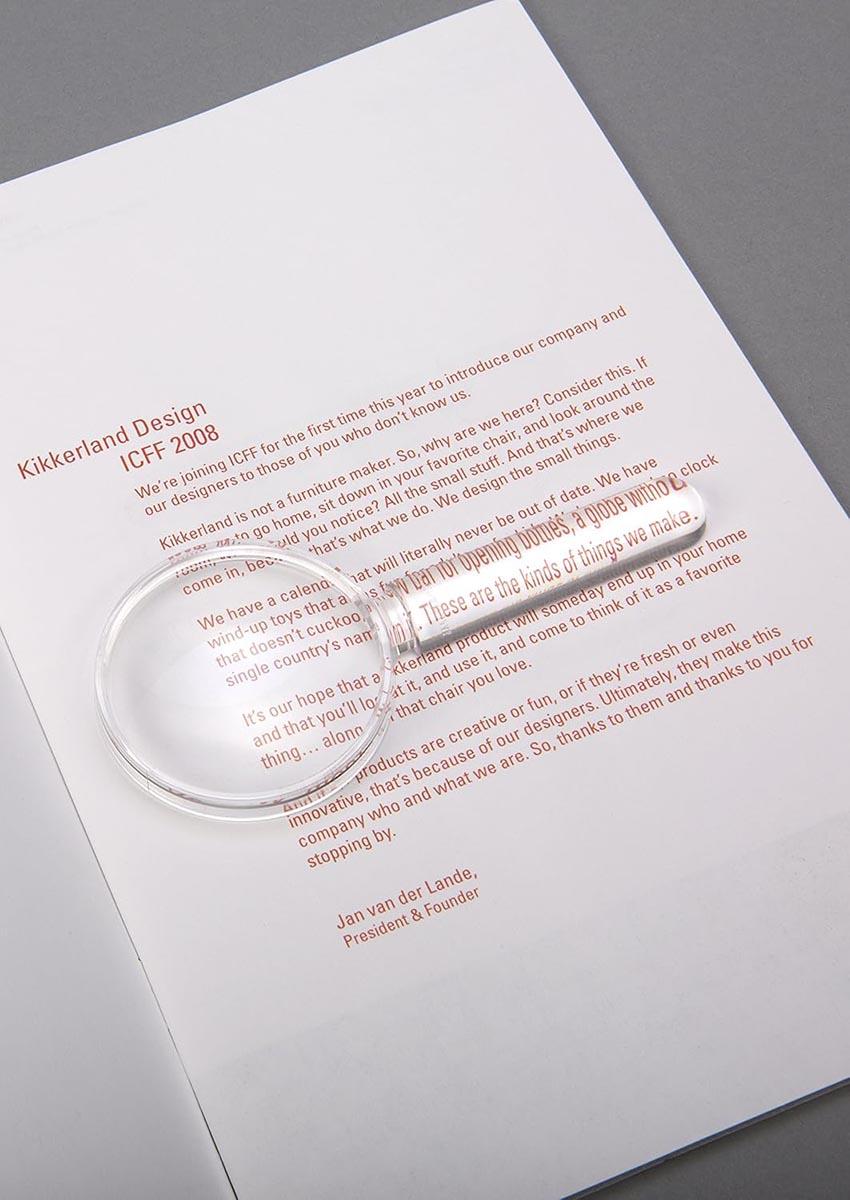 Kikkerland Design
ICFF 2008
We're joining ICFF for the first time this year to introduce our company and
our designers to those of you who don't know us.
Kikkerland is not a furniture maker. So, why are we here? Consider this. If
to go home, sit down in your favorite chair, and look around the
room, you notice? All the small stuff. And that's where we
come in, that's what we do. We design the small things.
We have a that will literally never be out of date. We have
wind-up toys that clock
that doesn't cuckoo, opening bottles, a globe
single country's These are the kinds of things we make.
It's our hope that a Kikkerland product will someday end up in your home
and that you'll at it, and use it, and come to think of it as a favorite
thing... along that chair you love.
And products are creative or fun, or if they're fresh or even
innovative, that's because of our designers. Ultimately, they make this
company who and what we are. So, thanks to them and thanks to you for
stopping by.
Jan van der Lande,
President & Founder